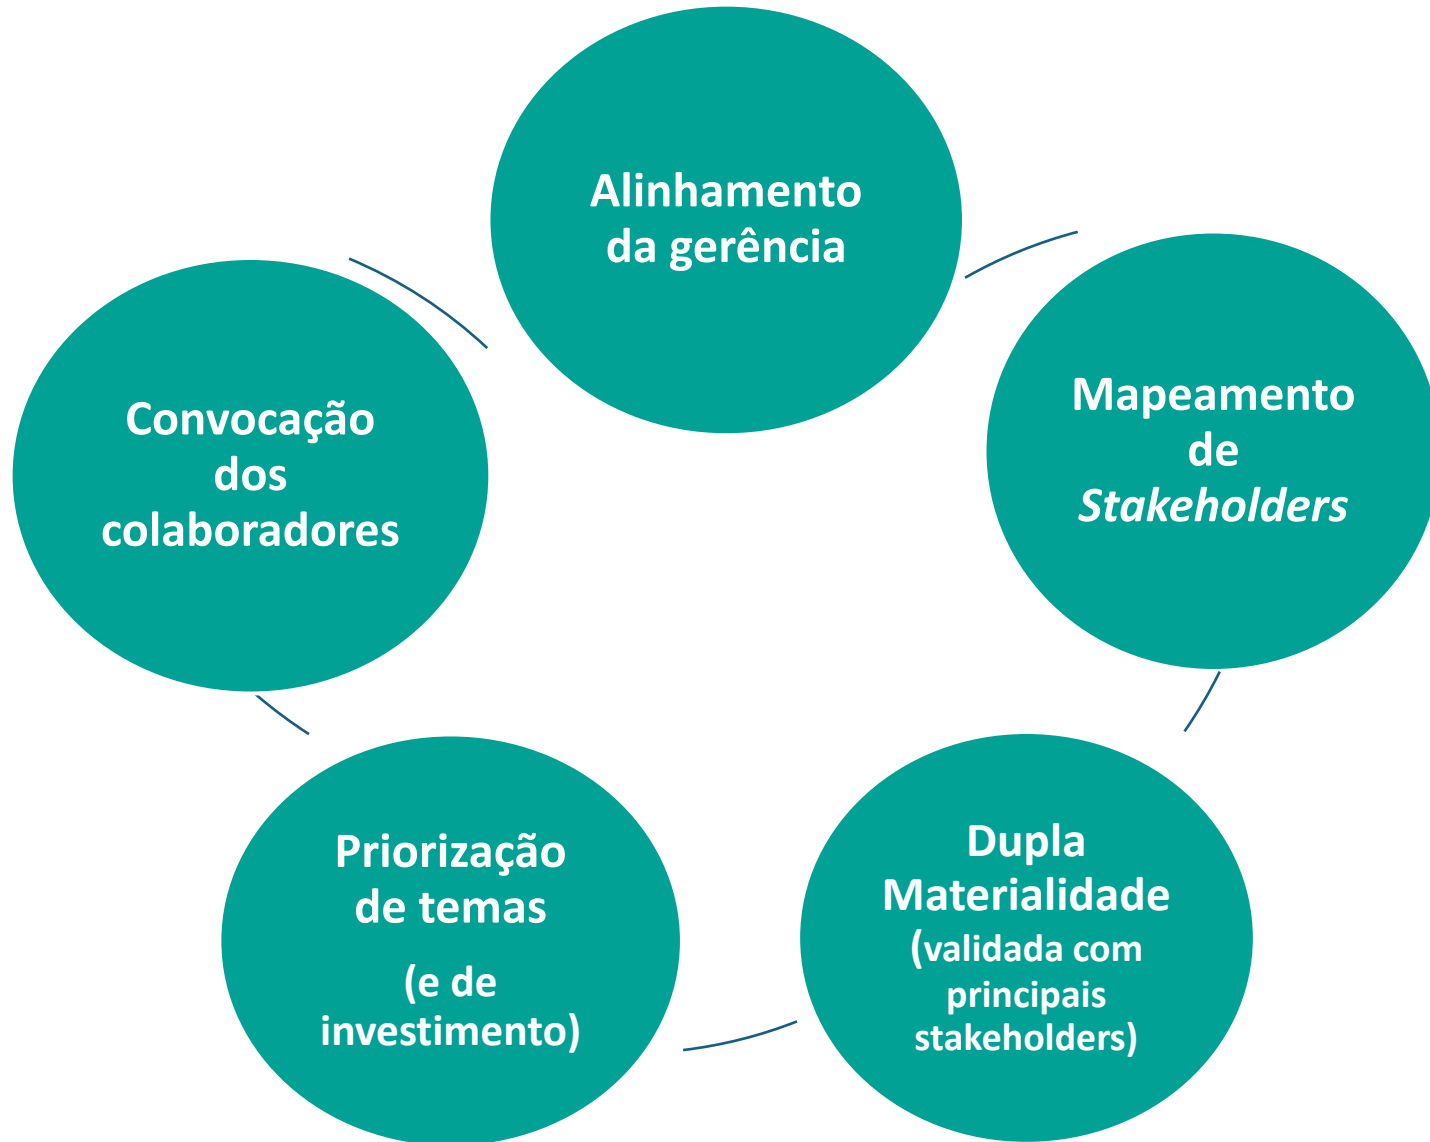 Alinhamento
da gerência
Mapeamento
de
Stakeholders
Dupla
Materialidade
(validada com
principais
stakeholders)
Priorização
de temas
(e de
investimento)
Convocação
dos
colaboradores